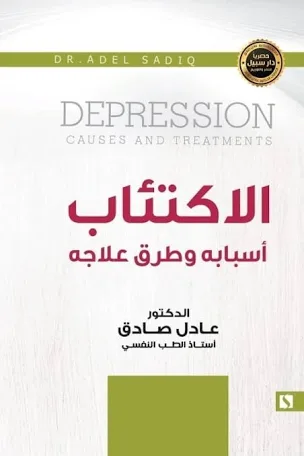 DR. ADEL SADIQ
حصريا
دار سبيل
DEPRESSION
CAUSES AND TREATMENTS
الاكتئاب
أسبابه وطرق علاجه
الدكتور
عادل صادق
أستاذ الطب النفسي